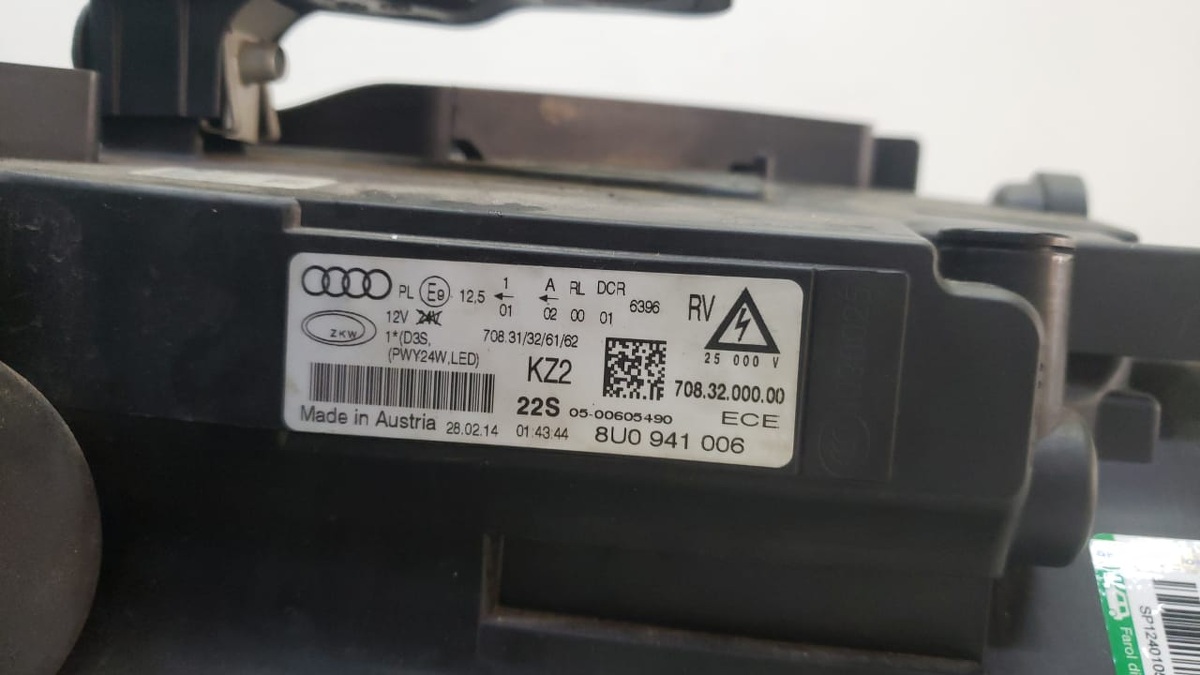 PL E9 12,5 1 A RL DCR
01 02 00 01 6396
12V 24V
ZKW
1*(D3S,
(PWY24W,LED)
708.31/32/61/62
RV
25 000 V
KZ2
708.32.000.00
22S 05-00605490 ECE
Made in Austria 28.02.14 01:43:44 8U0 941 006
Farol